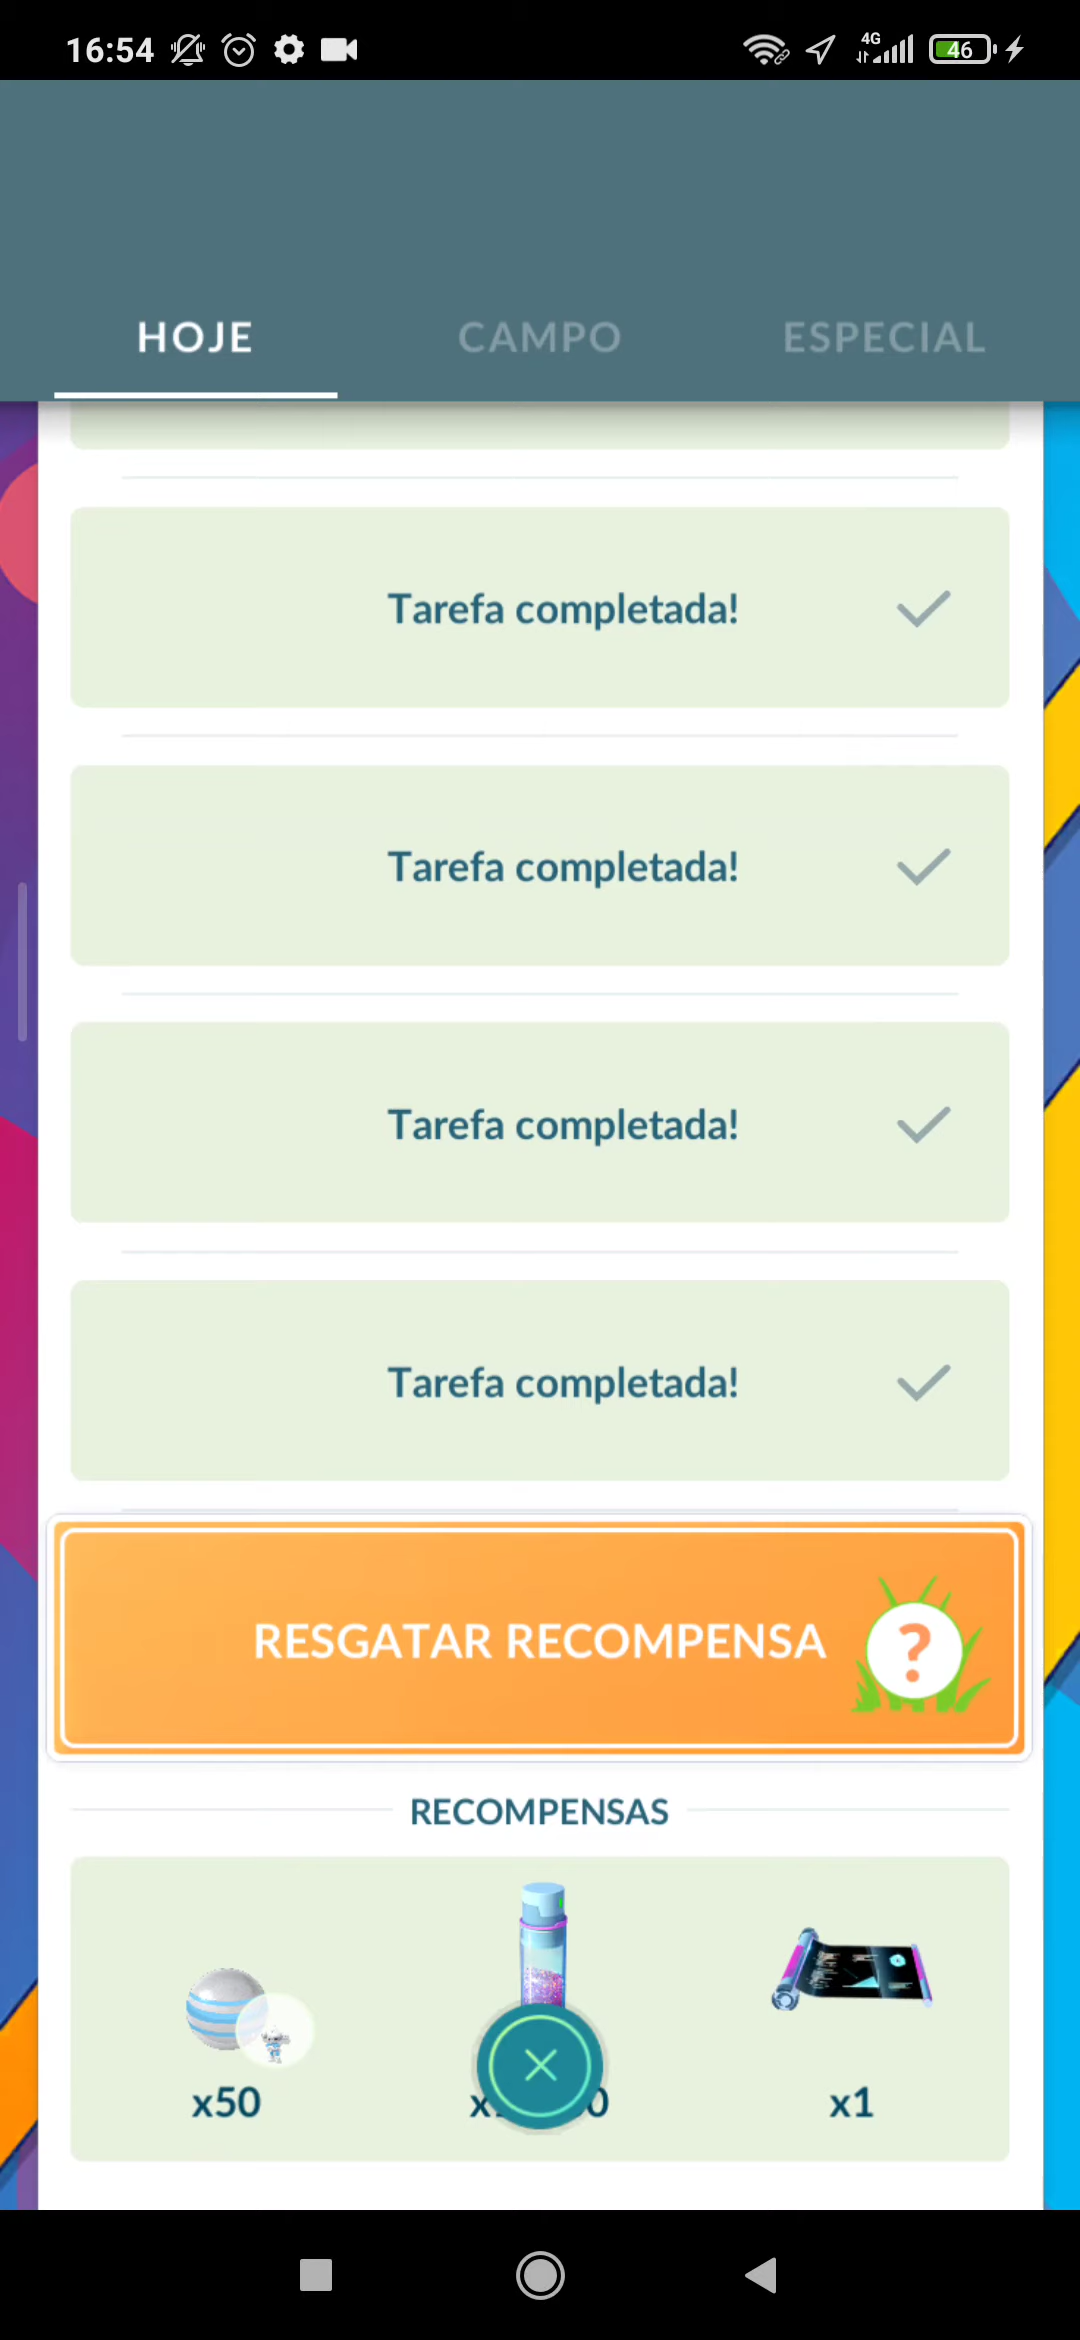 16:54
4G
46
HOJE
CAMPO
ESPECIAL
Tarefa completada!
Tarefa completada!
Tarefa completada!
Tarefa completada!
RESGATAR RECOMPENSA
?
RECOMPENSAS
x50
x1